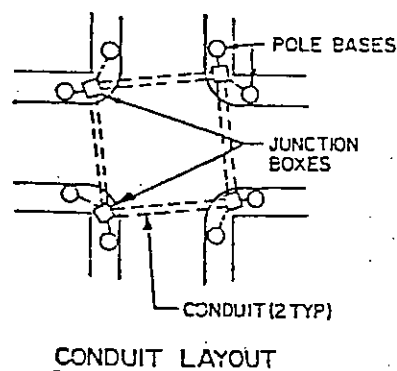 POLE BASES
JUNCTION
BOXES
CONDUIT (2 TYP)
CONDUIT LAYOUT